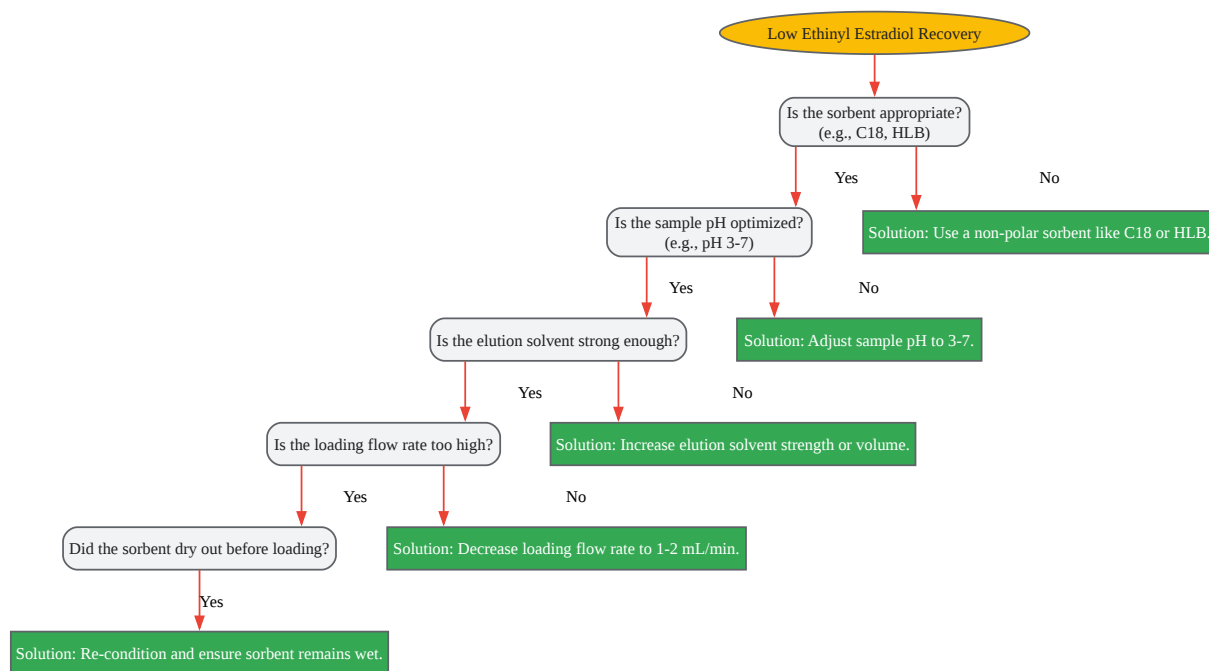 Low Ethinyl Estradiol Recovery
Is the sorbent appropriate?
(e.g., C18, HLB)
Yes
No
Is the sample pH optimized?
(e.g., pH 3-7)
Solution: Use a non-polar sorbent like C18 or HLB.
Yes
No
Is the elution solvent strong enough?
Solution: Adjust sample pH to 3-7.
Yes
No
Is the loading flow rate too high?
Solution: Increase elution solvent strength or volume.
Yes
No
Did the sorbent dry out before loading?
Solution: Decrease loading flow rate to 1-2 mL/min.
Yes
Solution: Re-condition and ensure sorbent remains wet.